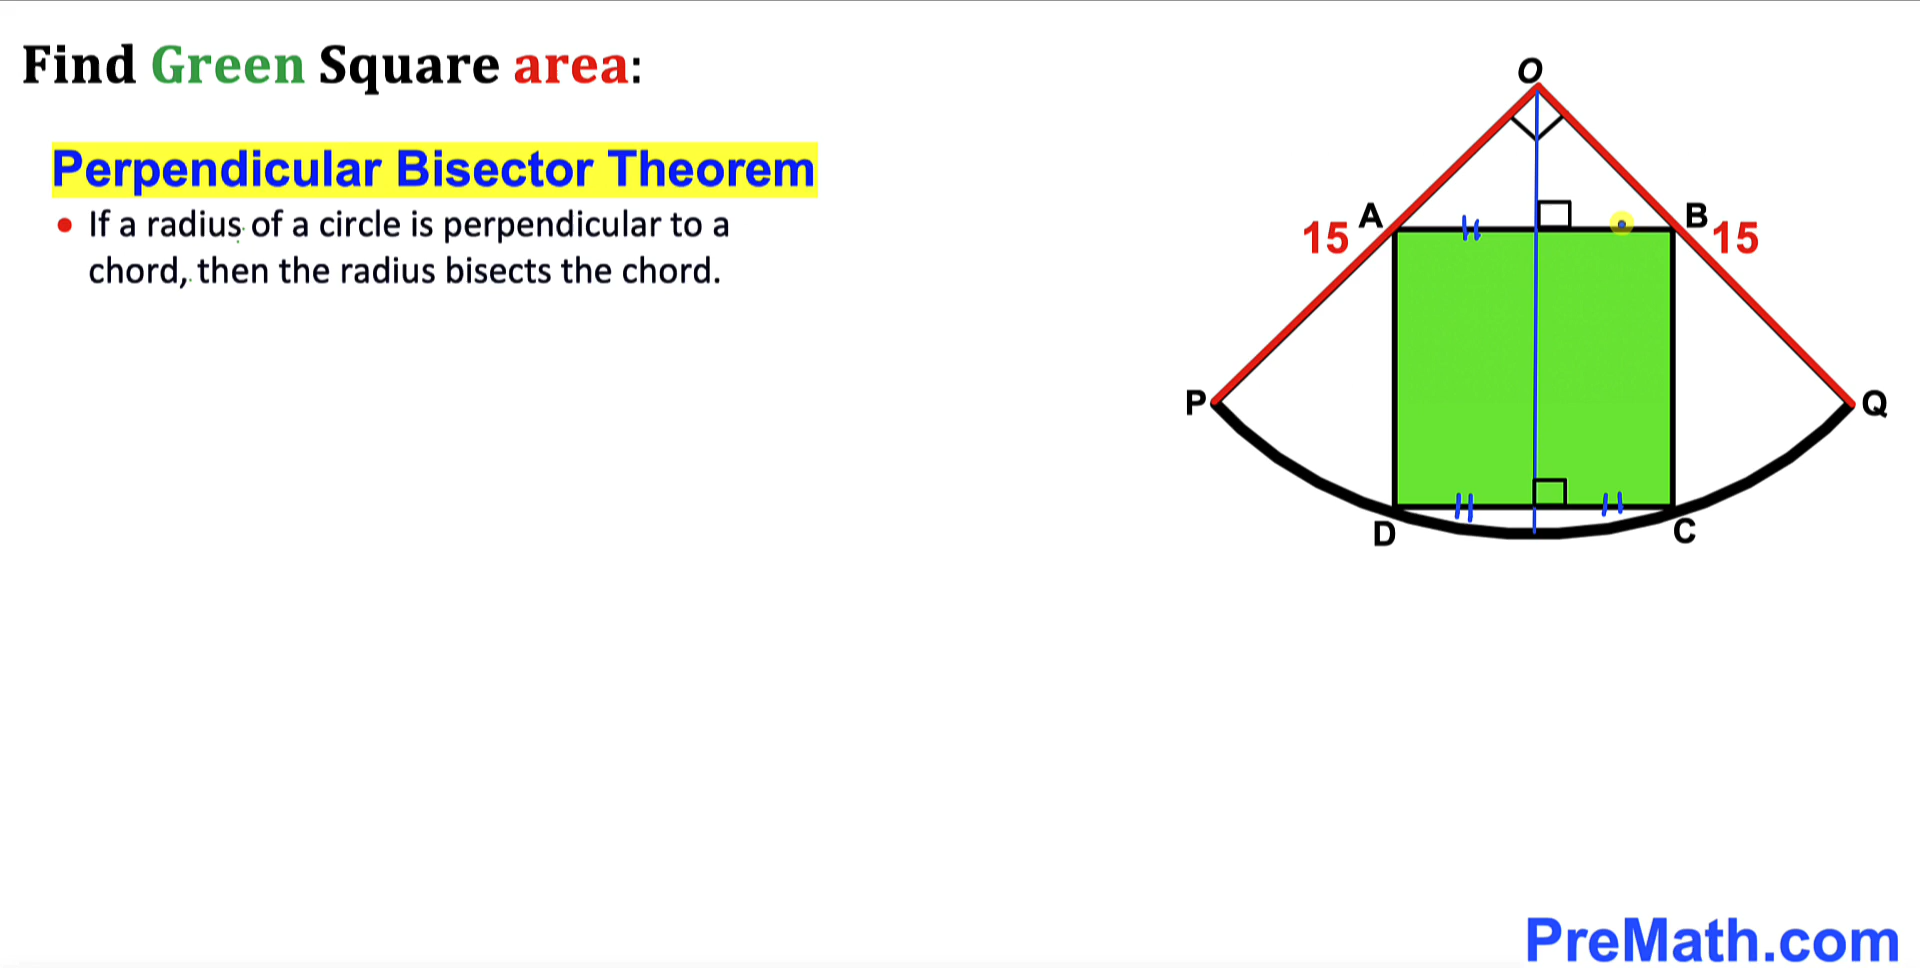 Find Green Square area:
Perpendicular Bisector Theorem
• If a radius of a circle is perpendicular to a
chord, then the radius bisects the chord.
O
A
B
15
15
P
Q
D
C
PreMath.com